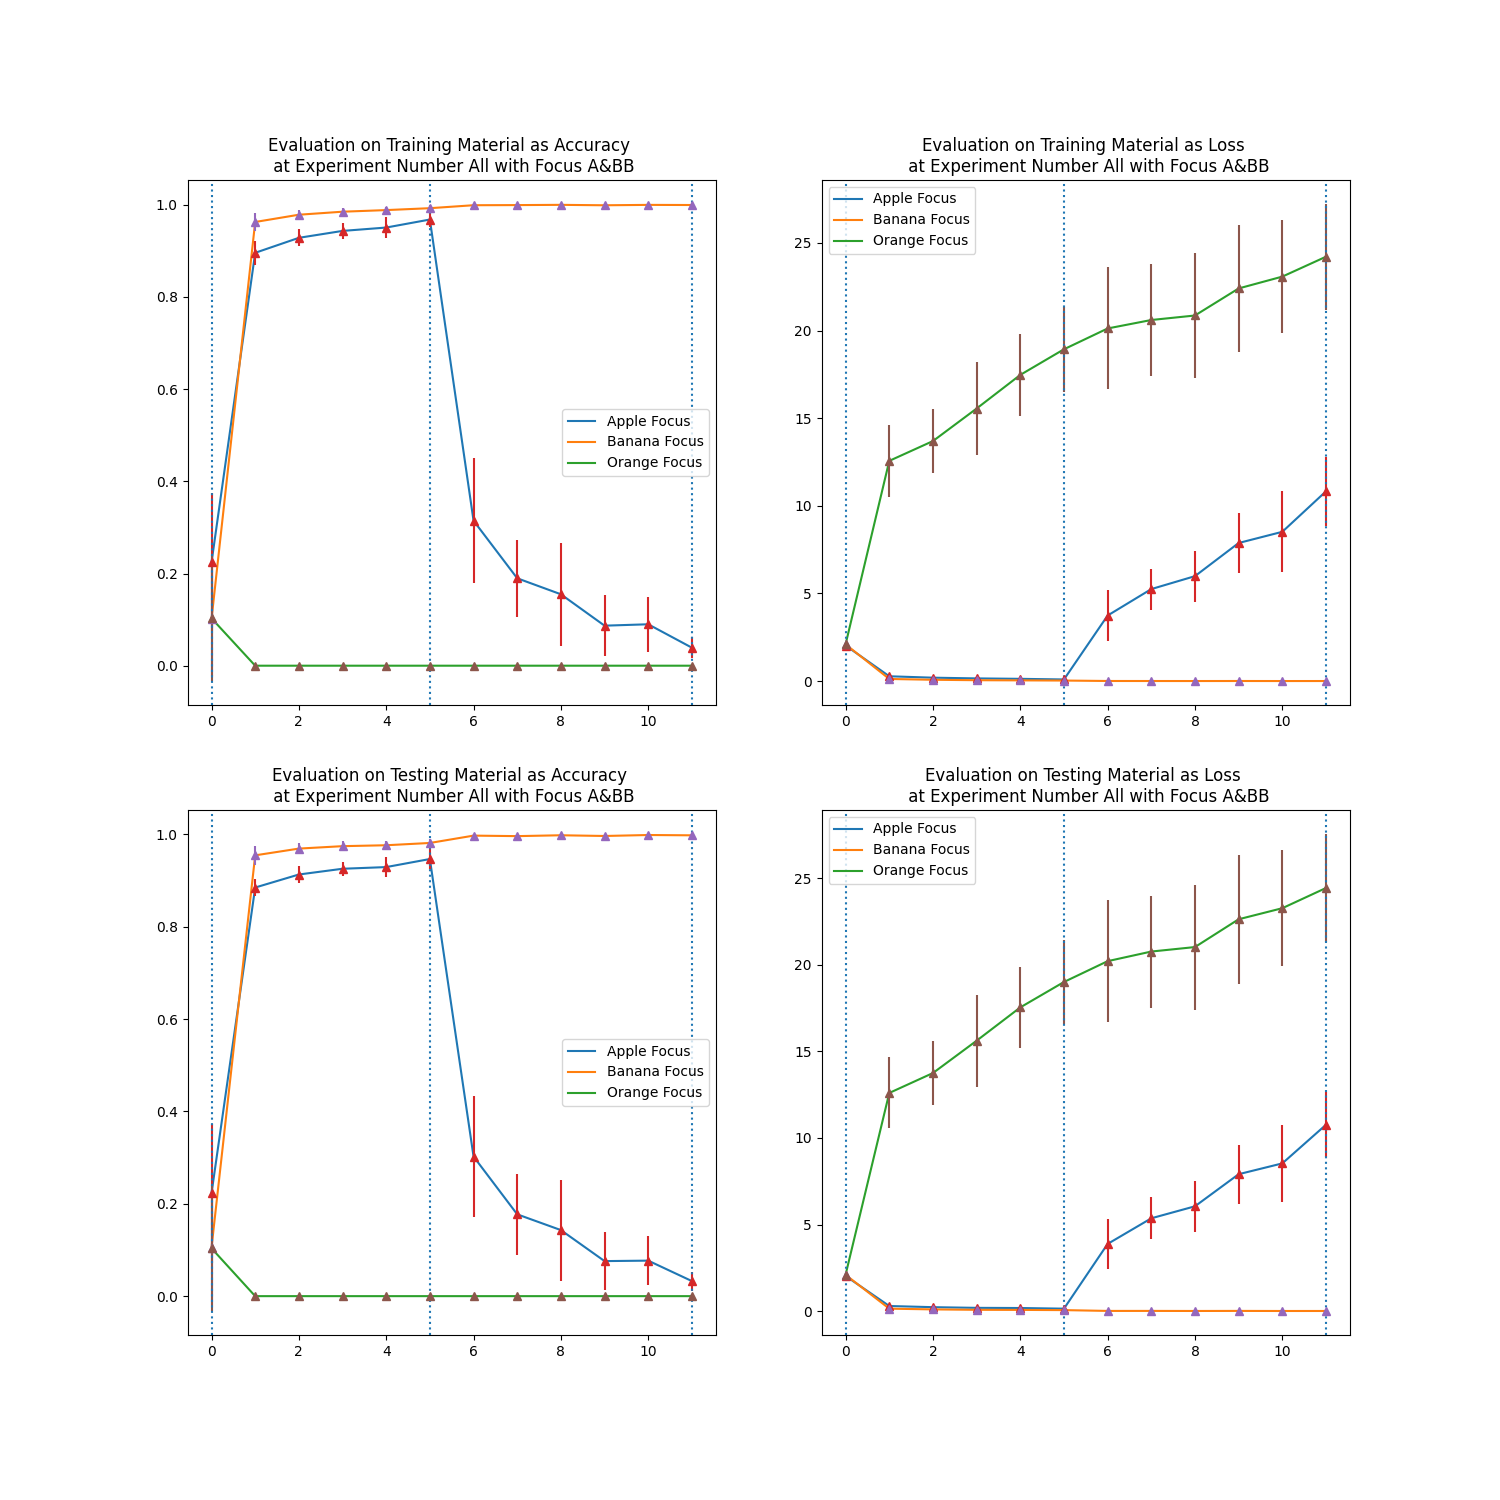 Evaluation on Training Material as Accuracy
at Experiment Number All with Focus A&BB
1.0
0.8
0.6
0.4
0.2
0.0
Apple Focus
Banana Focus
Orange Focus
0 2 4 6 8 10
Evaluation on Training Material as Loss
at Experiment Number All with Focus A&BB
Apple Focus
Banana Focus
Orange Focus
25
20
15
10
5
0
0 2 4 6 8 10
Evaluation on Testing Material as Accuracy
at Experiment Number All with Focus A&BB
1.0
0.8
0.6
0.4
0.2
0.0
Apple Focus
Banana Focus
Orange Focus
0 2 4 6 8 10
Evaluation on Testing Material as Loss
at Experiment Number All with Focus A&BB
Apple Focus
Banana Focus
Orange Focus
25
20
15
10
5
0
0 2 4 6 8 10